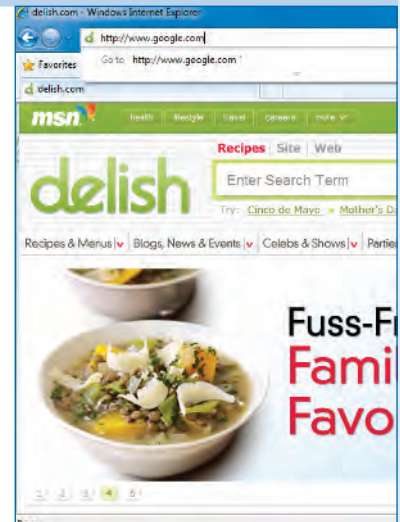 delish.com - Windows Internet Explorer
http://www.google.com
Favorites
Go to http://www.google.com
delish.com
msn
health lifestyle travel careers more
Recipes | Site | Web
delish
Enter Search Term
Try: Cinco de Mayo Mother's Da
Recipes & Menus v Blogs, News & Events v Celebs & Shows v Parties
Fuss-Fr
Famil
Favo
1 2 3 4 5